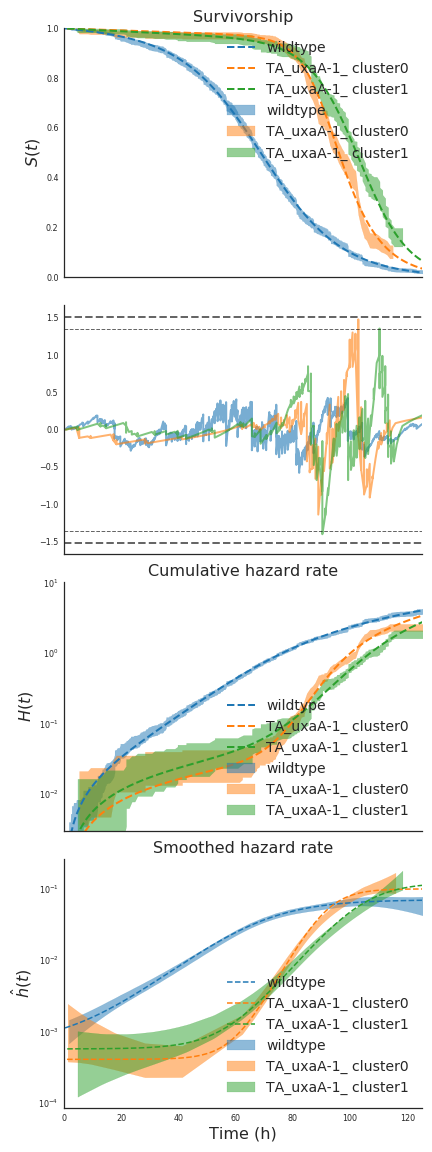 Survivorship
1.0
0.8
0.6
0.4
0.2
0.0
S(t)
wildtype
TA_uxaA-1_ cluster0
TA_uxaA-1_ cluster1
wildtype
TA_uxaA-1_ cluster0
TA_uxaA-1_ cluster1
1.5
1.0
0.5
0.0
−0.5
−1.0
−1.5
Cumulative hazard rate
10¹
10⁰
10⁻¹
10⁻²
H(t)
wildtype
TA_uxaA-1_ cluster0
TA_uxaA-1_ cluster1
wildtype
TA_uxaA-1_ cluster0
TA_uxaA-1_ cluster1
Smoothed hazard rate
10⁻¹
10⁻²
10⁻³
10⁻⁴
ĥ(t)
wildtype
TA_uxaA-1_ cluster0
TA_uxaA-1_ cluster1
wildtype
TA_uxaA-1_ cluster0
TA_uxaA-1_ cluster1
0 20 40 60 80 100 120
Time (h)